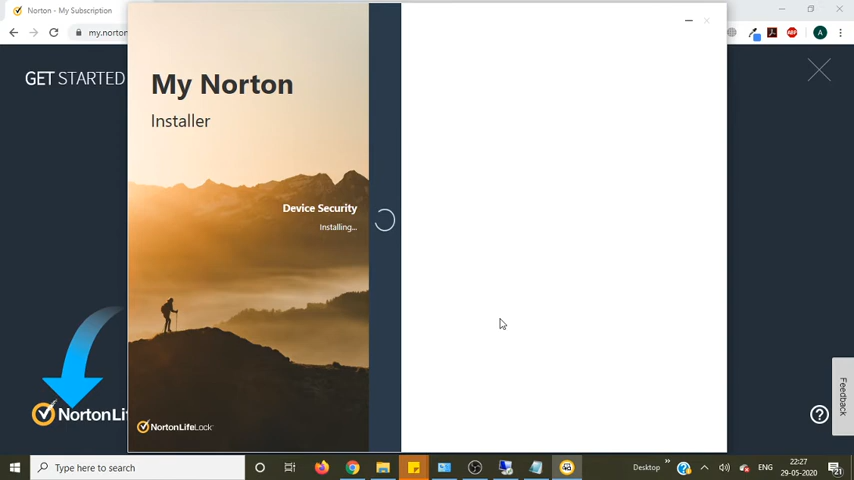 Norton - My Subscription
my.norton
GET STARTED
My Norton
Installer
Device Security
Installing...
NortonLifeLock
NortonLif
Feedback
Type here to search
Desktop
ENG
22:27
29-05-2020
21
A
ABP